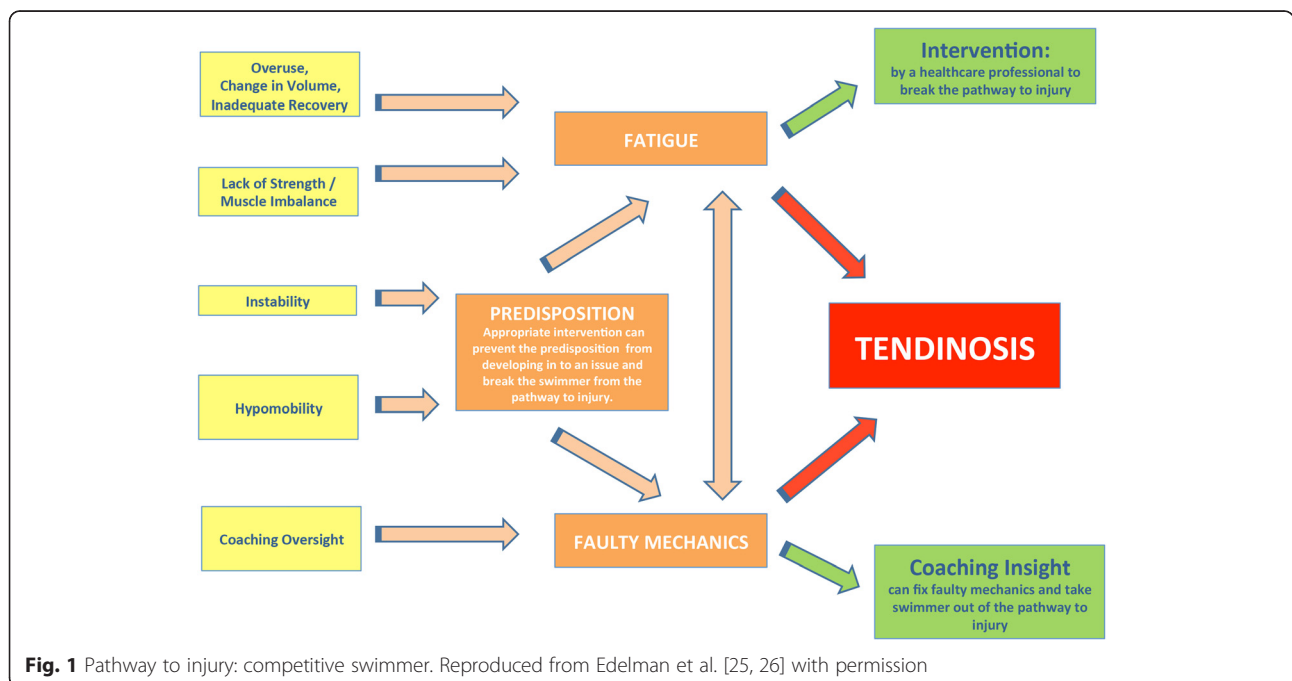 Overuse,
Change in Volume,
Inadequate Recovery
Lack of Strength /
Muscle Imbalance
Instability
Hypomobility
Coaching Oversight
FATIGUE
PREDISPOSITION
Appropriate intervention can
prevent the predisposition from
developing in to an issue and
break the swimmer from the
pathway to injury.
FAULTY MECHANICS
Intervention:
by a healthcare professional to
break the pathway to injury
TENDINOSIS
Coaching Insight
can fix faulty mechanics and take
swimmer out of the pathway to
injury
Fig. 1 Pathway to injury: competitive swimmer. Reproduced from Edelman et al. [25, 26] with permission